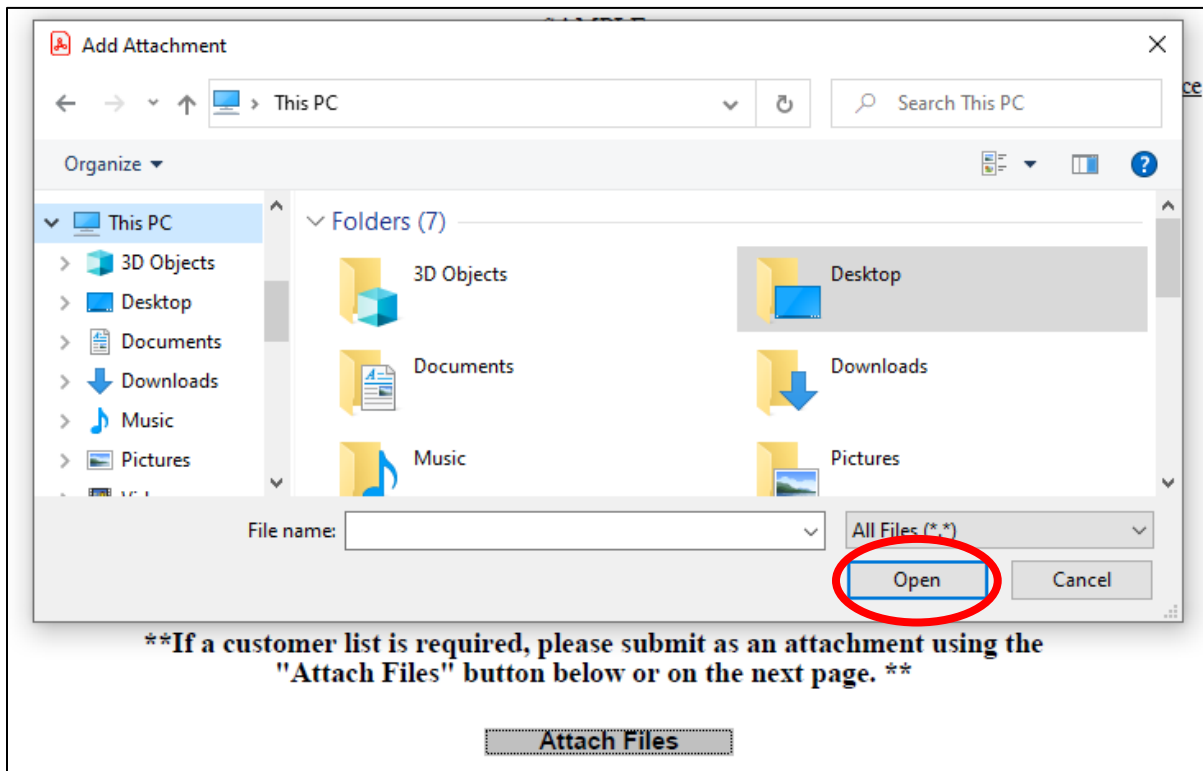 SAMPLE
Add Attachment
This PC
Search This PC
ce
Organize
This PC
3D Objects
Desktop
Documents
Downloads
Music
Pictures
Folders (7)
3D Objects
Desktop
Documents
Downloads
Music
Pictures
File name:
All Files (*.*)
Open
Cancel
**If a customer list is required, please submit as an attachment using the
"Attach Files" button below or on the next page. **
Attach Files